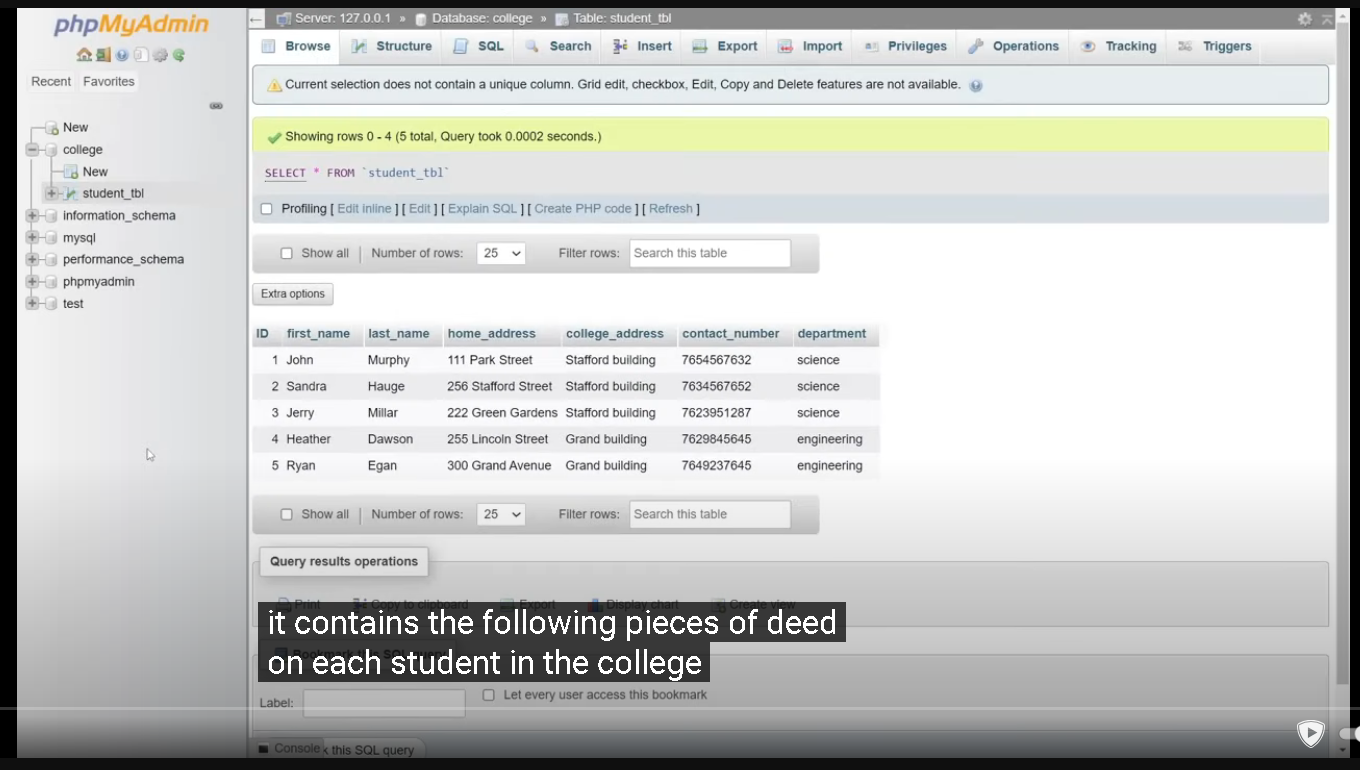 phpMyAdmin
Recent Favorites
New
college
New
student_tbl
information_schema
mysql
performance_schema
phpmyadmin
test
Server: 127.0.0.1 » Database: college » Table: student_tbl
Browse Structure SQL Search Insert Export Import Privileges Operations Tracking Triggers
Current selection does not contain a unique column. Grid edit, checkbox, Edit, Copy and Delete features are not available.
Showing rows 0 - 4 (5 total, Query took 0.0002 seconds.)
SELECT * FROM `student_tbl`
Profiling [ Edit inline ] [ Edit ] [ Explain SQL ] [ Create PHP code ] [ Refresh ]
Show all | Number of rows: 25 Filter rows: Search this table
Extra options
ID first_name last_name home_address college_address contact_number department
1 John Murphy 111 Park Street Stafford building 7654567632 science
2 Sandra Hauge 256 Stafford Street Stafford building 7634567652 science
3 Jerry Millar 222 Green Gardens Stafford building 7623951287 science
4 Heather Dawson 255 Lincoln Street Grand building 7629845645 engineering
5 Ryan Egan 300 Grand Avenue Grand building 7649237645 engineering
Show all | Number of rows: 25 Filter rows: Search this table
Query results operations
Print Copy to clipboard Export Display chart Create view
it contains the following pieces of deed
Bookmark this SQL query
on each student in the college
Label: Let every user access this bookmark
Console this SQL query